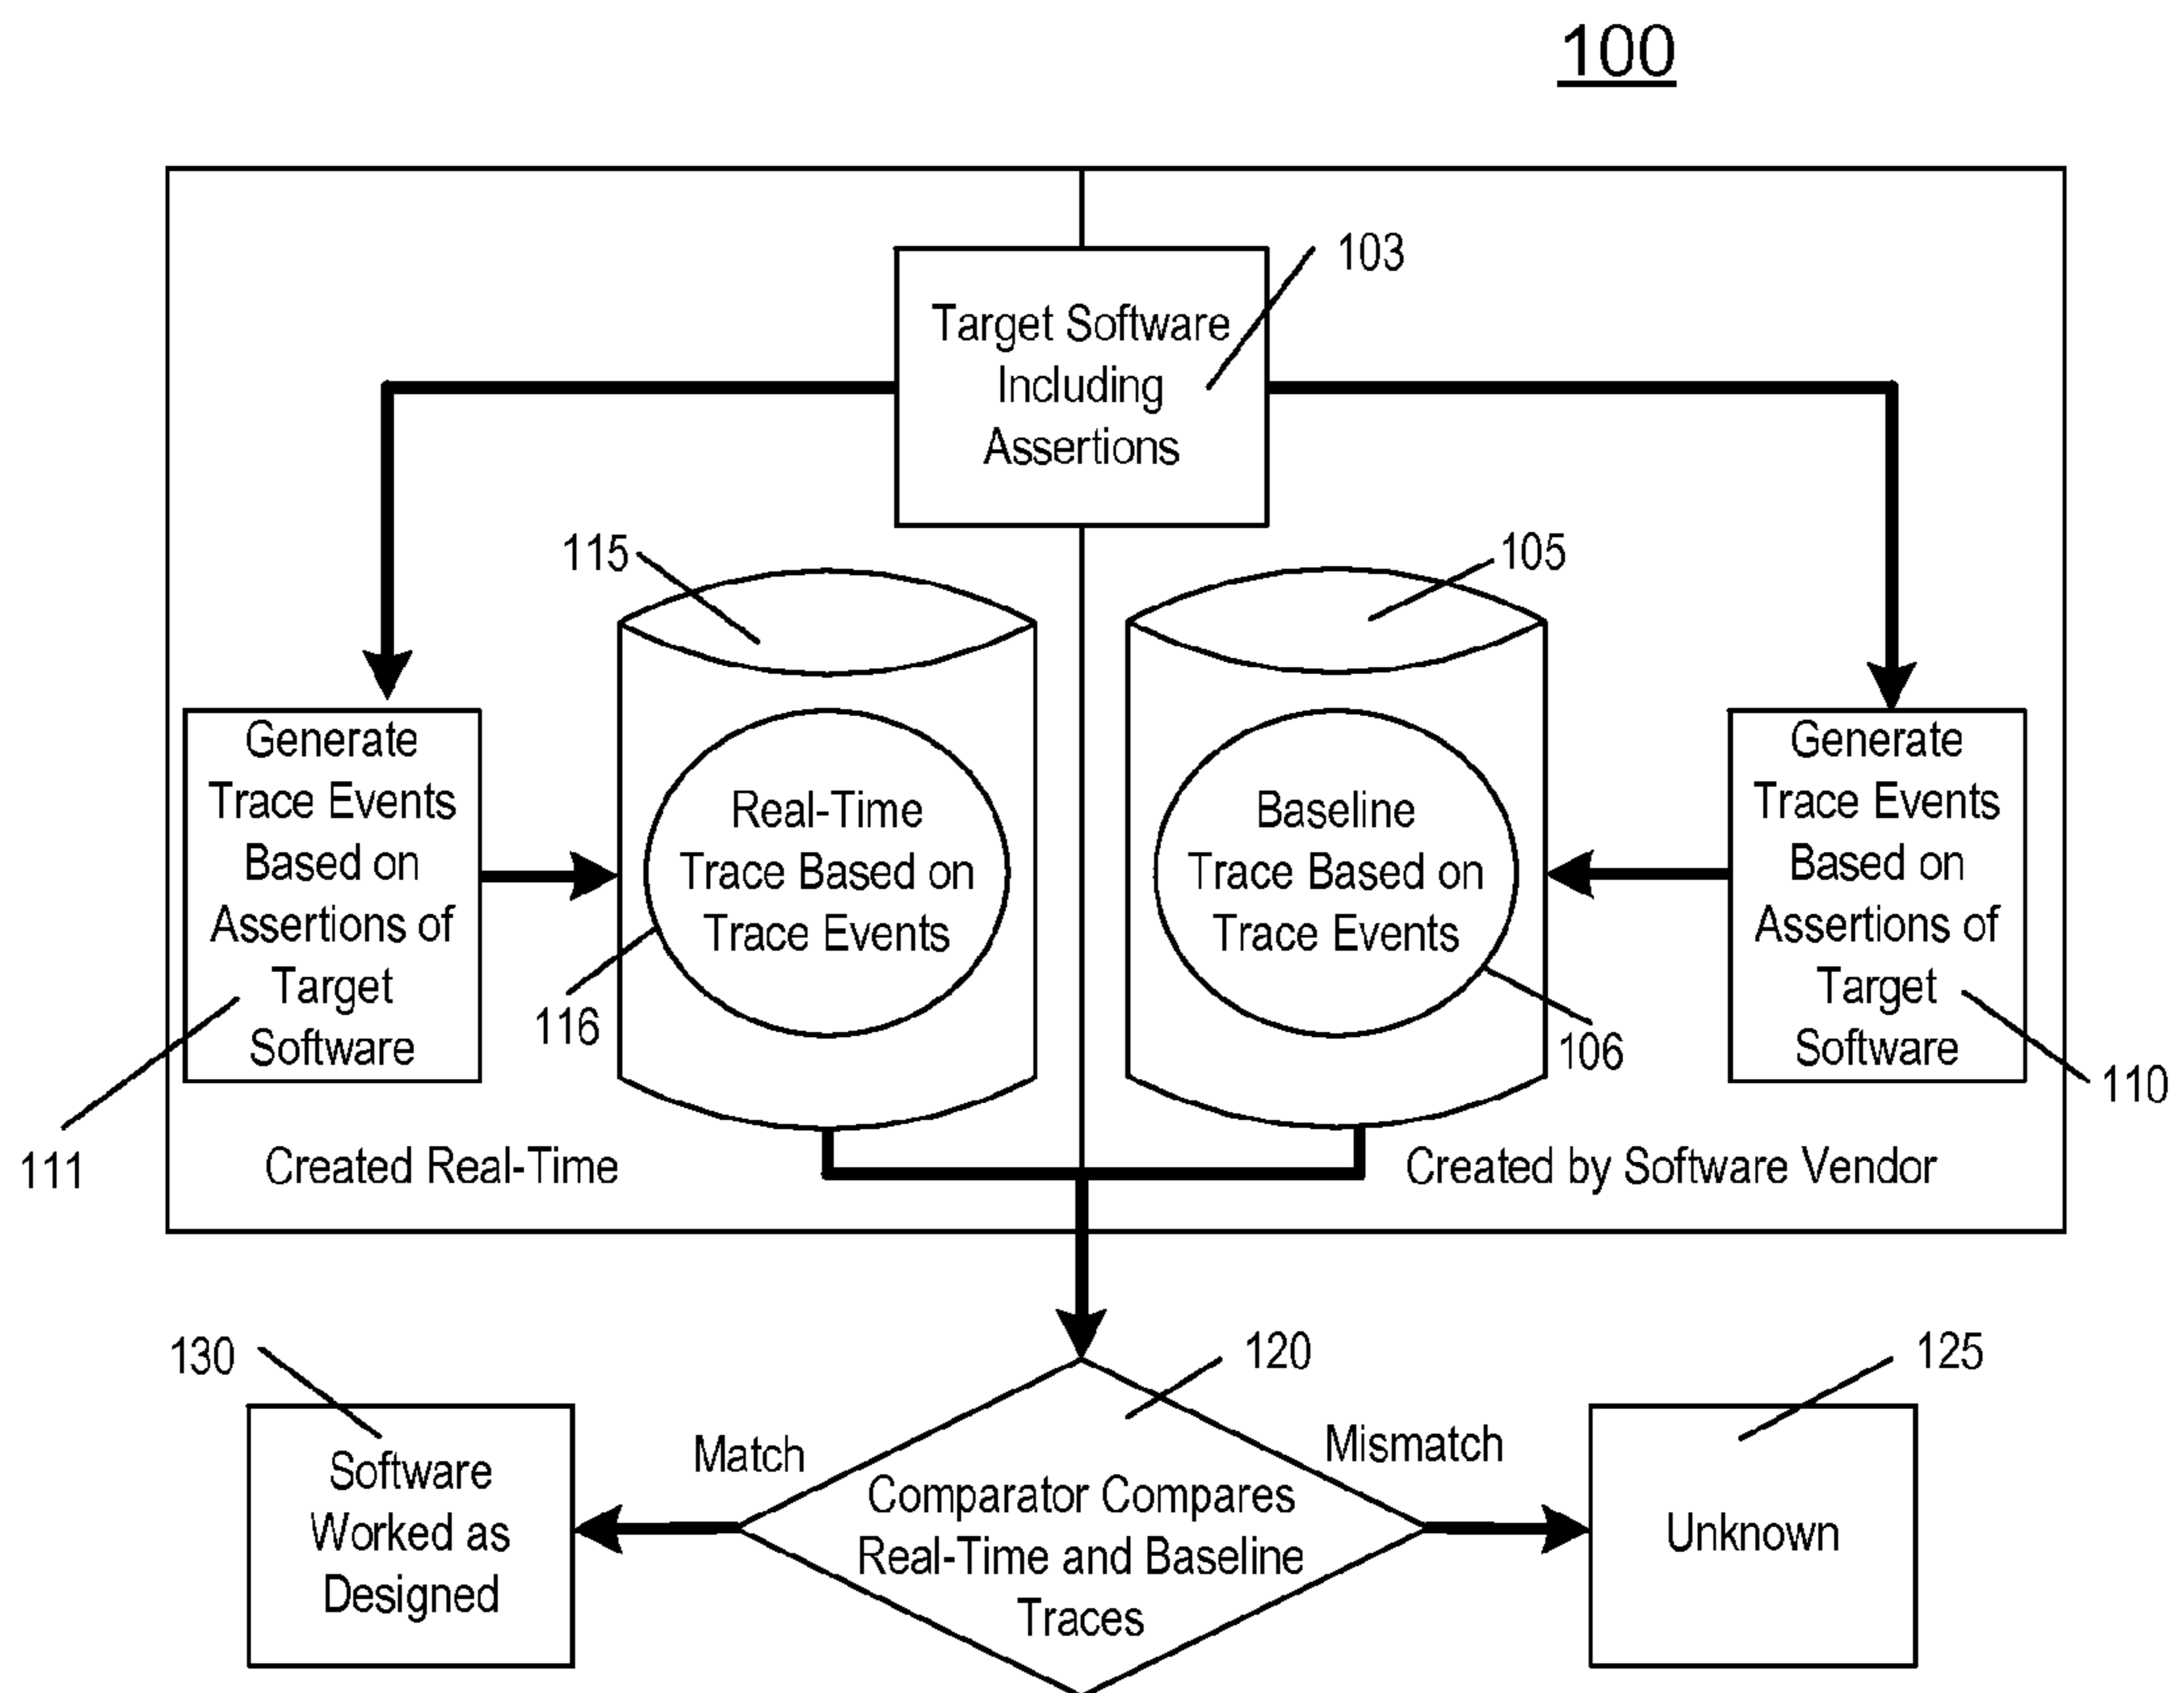 100
103
Target Software
Including
Assertions
115
105
Generate
Trace Events
Based on
Assertions of
Target
Software
Real-Time
Trace Based on
Trace Events
Baseline
Trace Based on
Trace Events
Generate
Trace Events
Based on
Assertions of
Target
Software
116
106
110
111
Created Real-Time
Created by Software Vendor
130
120
125
Match
Mismatch
Software
Worked as
Designed
Comparator Compares
Real-Time and Baseline
Traces
Unknown